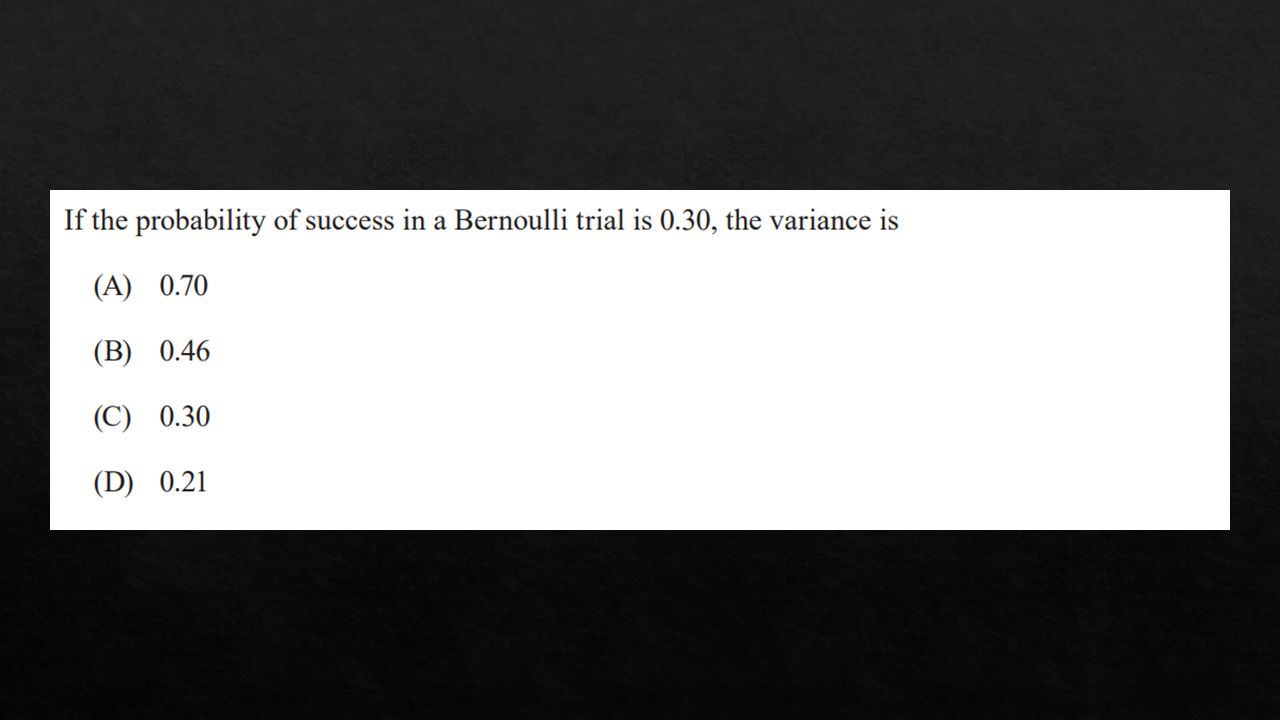 If the probability of success in a Bernoulli trial is 0.30, the variance is
(A) 0.70
(B) 0.46
(C) 0.30
(D) 0.21